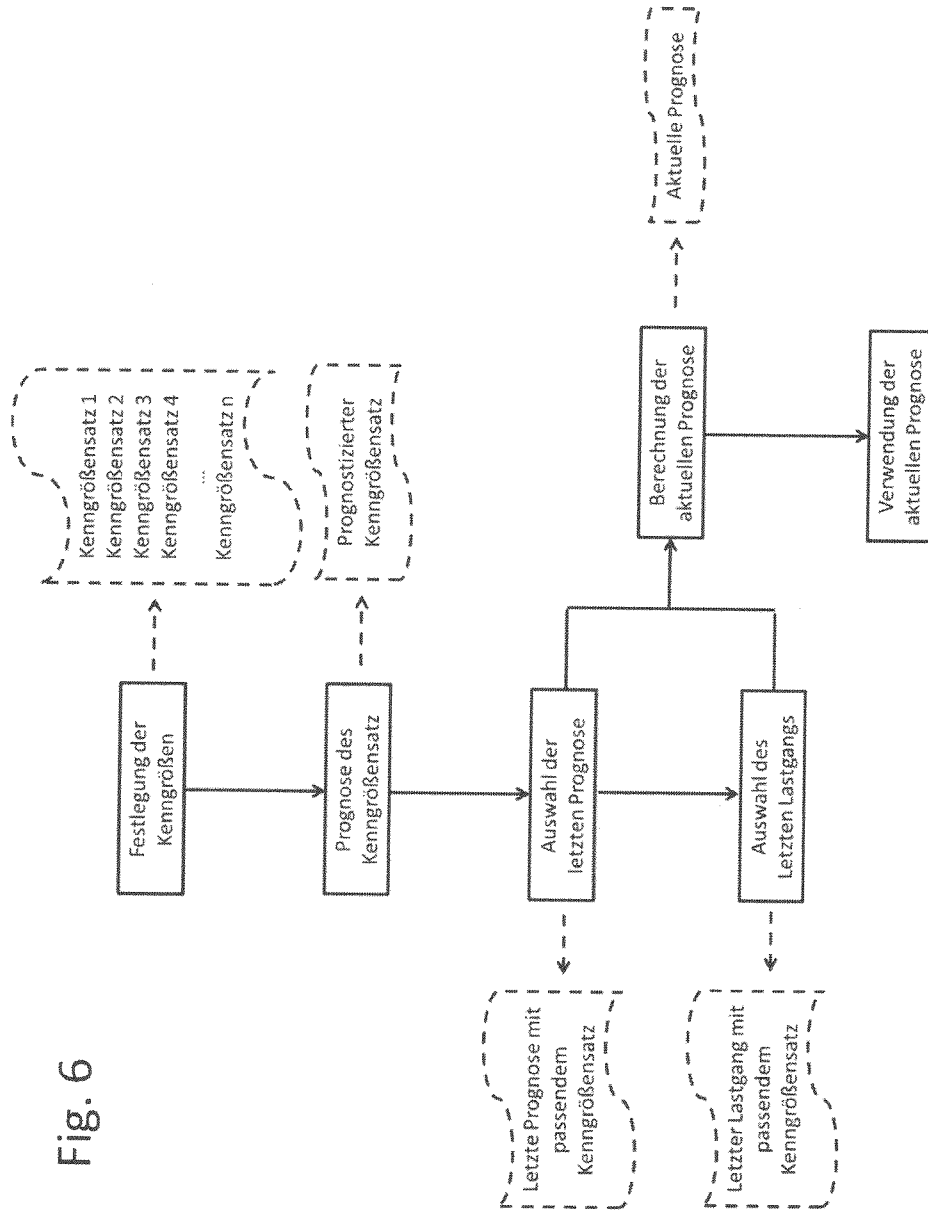 Fig. 6
Festlegung der
Kenngrößen
Kenngrößensatz 1
Kenngrößensatz 2
Kenngrößensatz 3
Kenngrößensatz 4
...
Kenngrößensatz n
Prognose des
Kenngrößensatz
Prognostizierter
Kenngrößensatz
Letzte Prognose mit
passendem
Kenngrößensatz
Auswahl der
letzten Prognose
Berechnung der
aktuellen Prognose
Aktuelle Prognose
Letzter Lastgang mit
passendem
Kenngrößensatz
Auswahl des
Letzten Lastgangs
Verwendung der
aktuellen Prognose